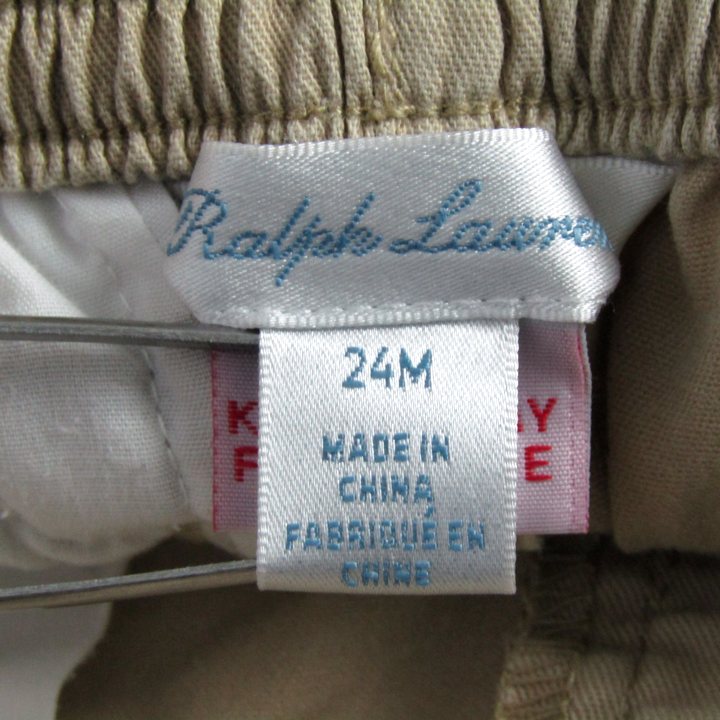 Ralph Lauren
24M
MADE IN
CHINA
FABRIQUÉ EN
CHINE